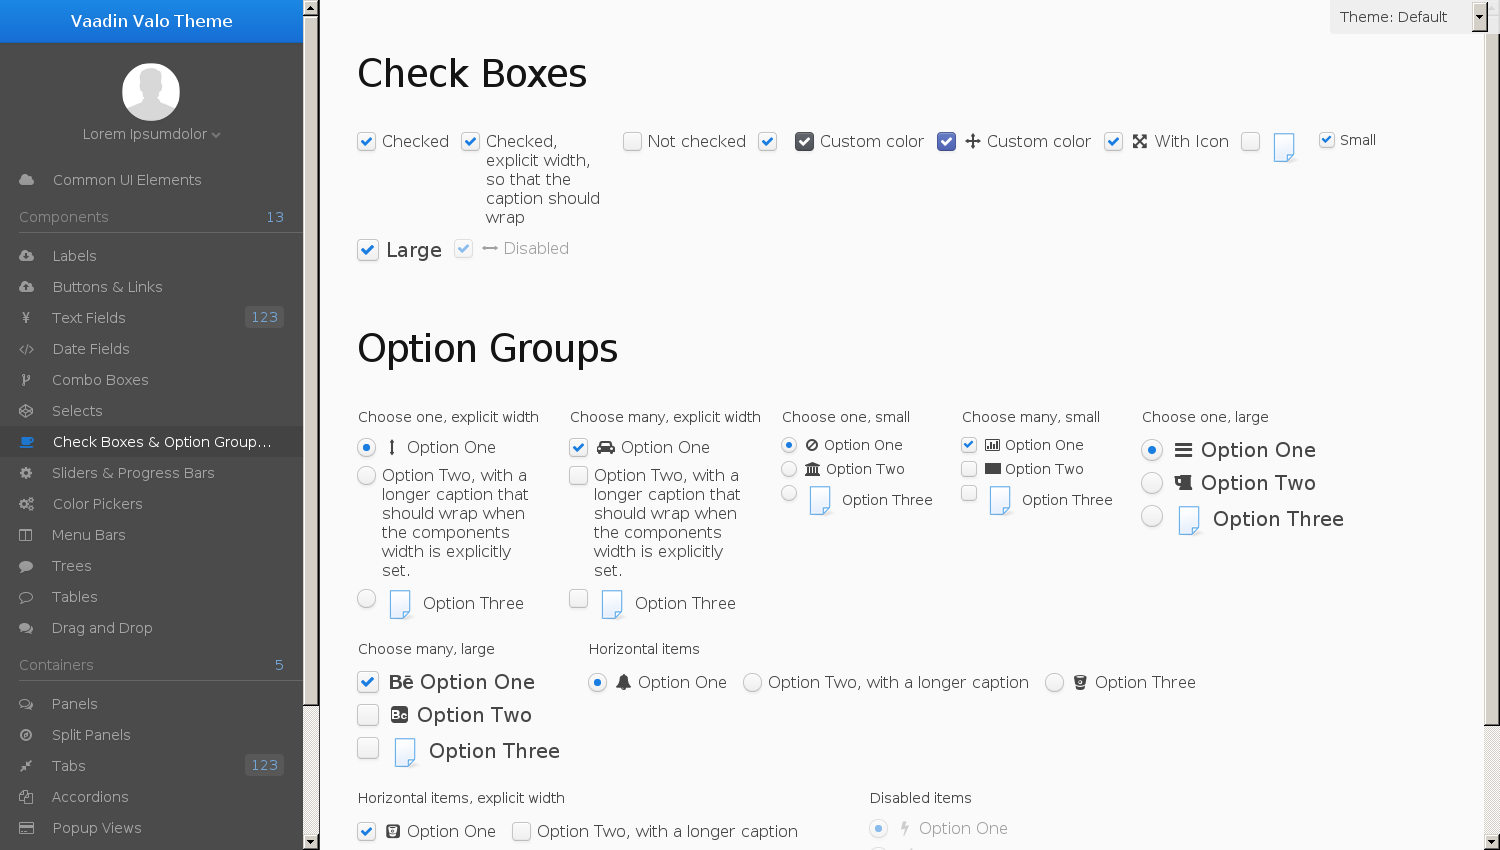 Vaadin Valo Theme
Lorem Ipsumdolor
Common UI Elements
Components 13
Labels
Buttons & Links
Text Fields 123
Date Fields
Combo Boxes
Selects
Check Boxes & Option Group...
Sliders & Progress Bars
Color Pickers
Menu Bars
Trees
Tables
Drag and Drop
Containers 5
Panels
Split Panels
Tabs 123
Accordions
Popup Views
Theme: Default
Check Boxes
Checked
Checked,
explicit width,
so that the
caption should
wrap
Not checked
Custom color
Custom color
With Icon
Small
Large
Disabled
Option Groups
Choose one, explicit width
Option One
Option Two, with a
longer caption that
should wrap when
the components
width is explicitly
set.
Option Three
Choose many, explicit width
Option One
Option Two, with a
longer caption that
should wrap when
the components
width is explicitly
set.
Option Three
Choose one, small
Option One
Option Two
Option Three
Choose many, small
Option One
Option Two
Option Three
Choose one, large
Option One
Option Two
Option Three
Choose many, large
Option One
Option Two
Option Three
Horizontal items
Option One
Option Two, with a longer caption
Option Three
Horizontal items, explicit width
Option One
Option Two, with a longer caption
Disabled items
Option One